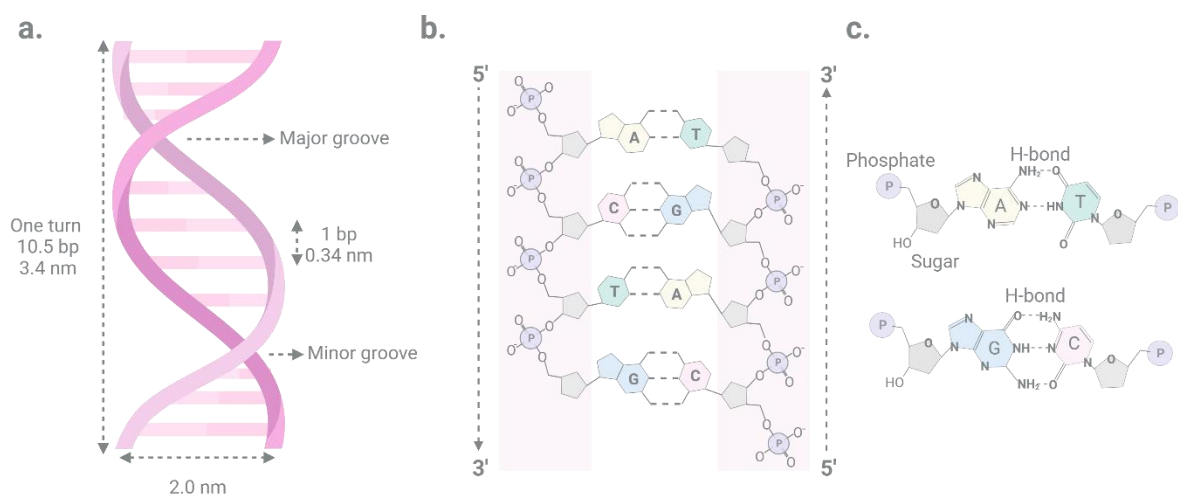 a.
Major groove
One turn
10.5 bp
3.4 nm
1 bp
0.34 nm
Minor groove
2.0 nm
b.
5'
3'
O
P
O
O⁻
O
A
T
O
P
O
O⁻
O
O
O
P
O⁻
O
C
G
O
P
O
O⁻
O
O
O
P
O⁻
O
T
A
O
P
O
O⁻
O
O
O
P
O⁻
O
G
C
O
O
P
O⁻
O
3'
5'
c.
Phosphate
H-bond
P
O
HO
N
N
N
N
A
NH₂
O
HN
T
N
O
O
P
Sugar
H-bond
P
O
HO
N
N
G
O
NH
N
NH₂
H₂N
N
C
N
O
O
P